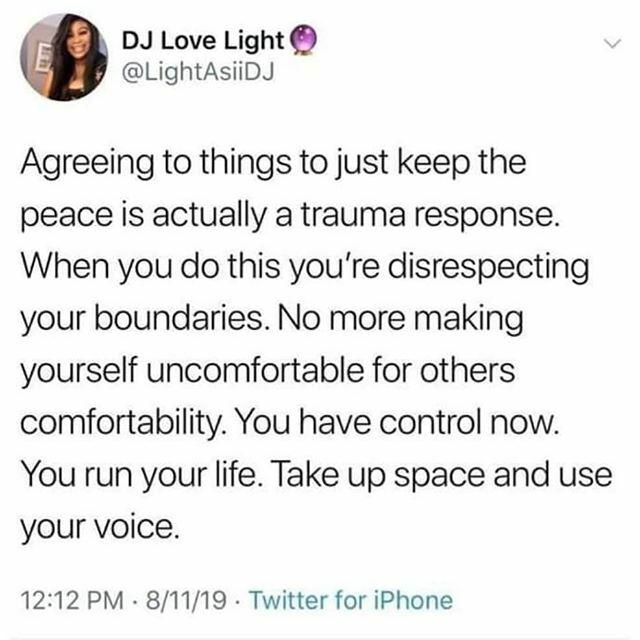 DJ Love Light🔮
@LightAsiiDJ
Agreeing to things to just keep the
peace is actually a trauma response.
When you do this you're disrespecting
your boundaries. No more making
yourself uncomfortable for others
comfortability. You have control now.
You run your life. Take up space and use
your voice.
12:12 PM · 8/11/19 · Twitter for iPhone